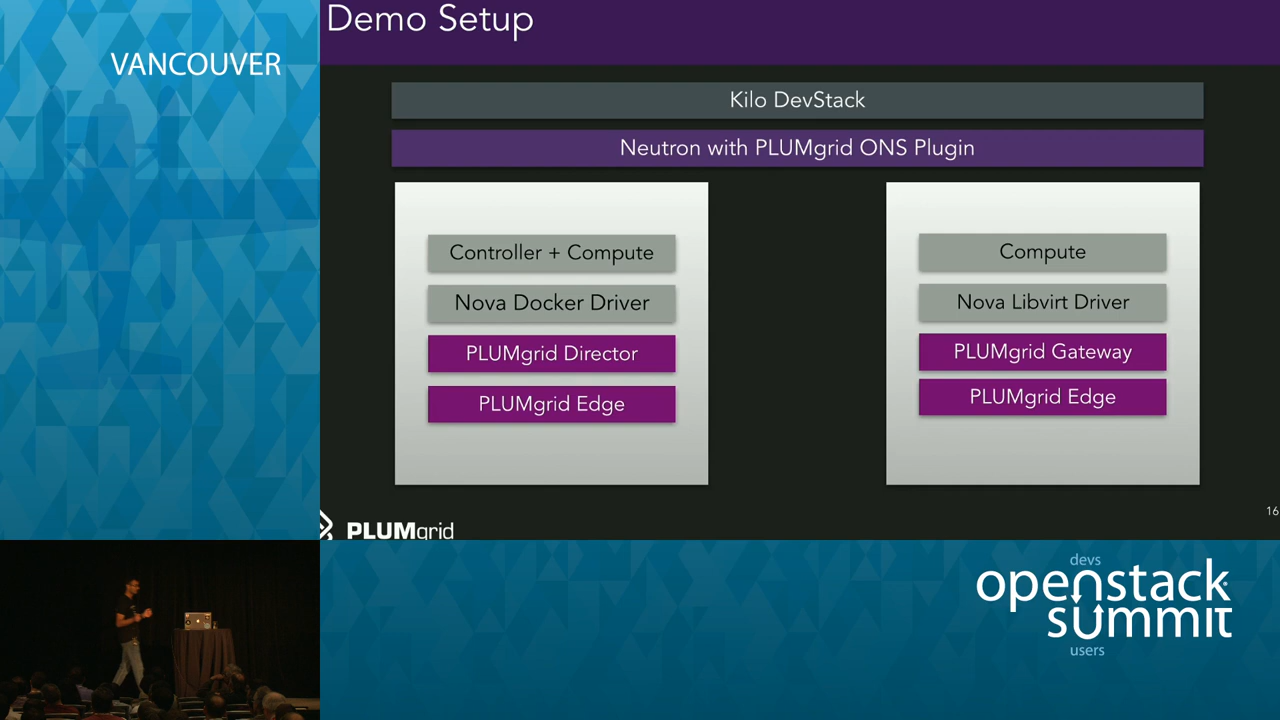 VANCOUVER
Demo Setup
Kilo DevStack
Neutron with PLUMgrid ONS Plugin
Controller + Compute
Nova Docker Driver
PLUMgrid Director
PLUMgrid Edge
Compute
Nova Libvirt Driver
PLUMgrid Gateway
PLUMgrid Edge
16
PLUMgrid
devs
openstack
summit
users